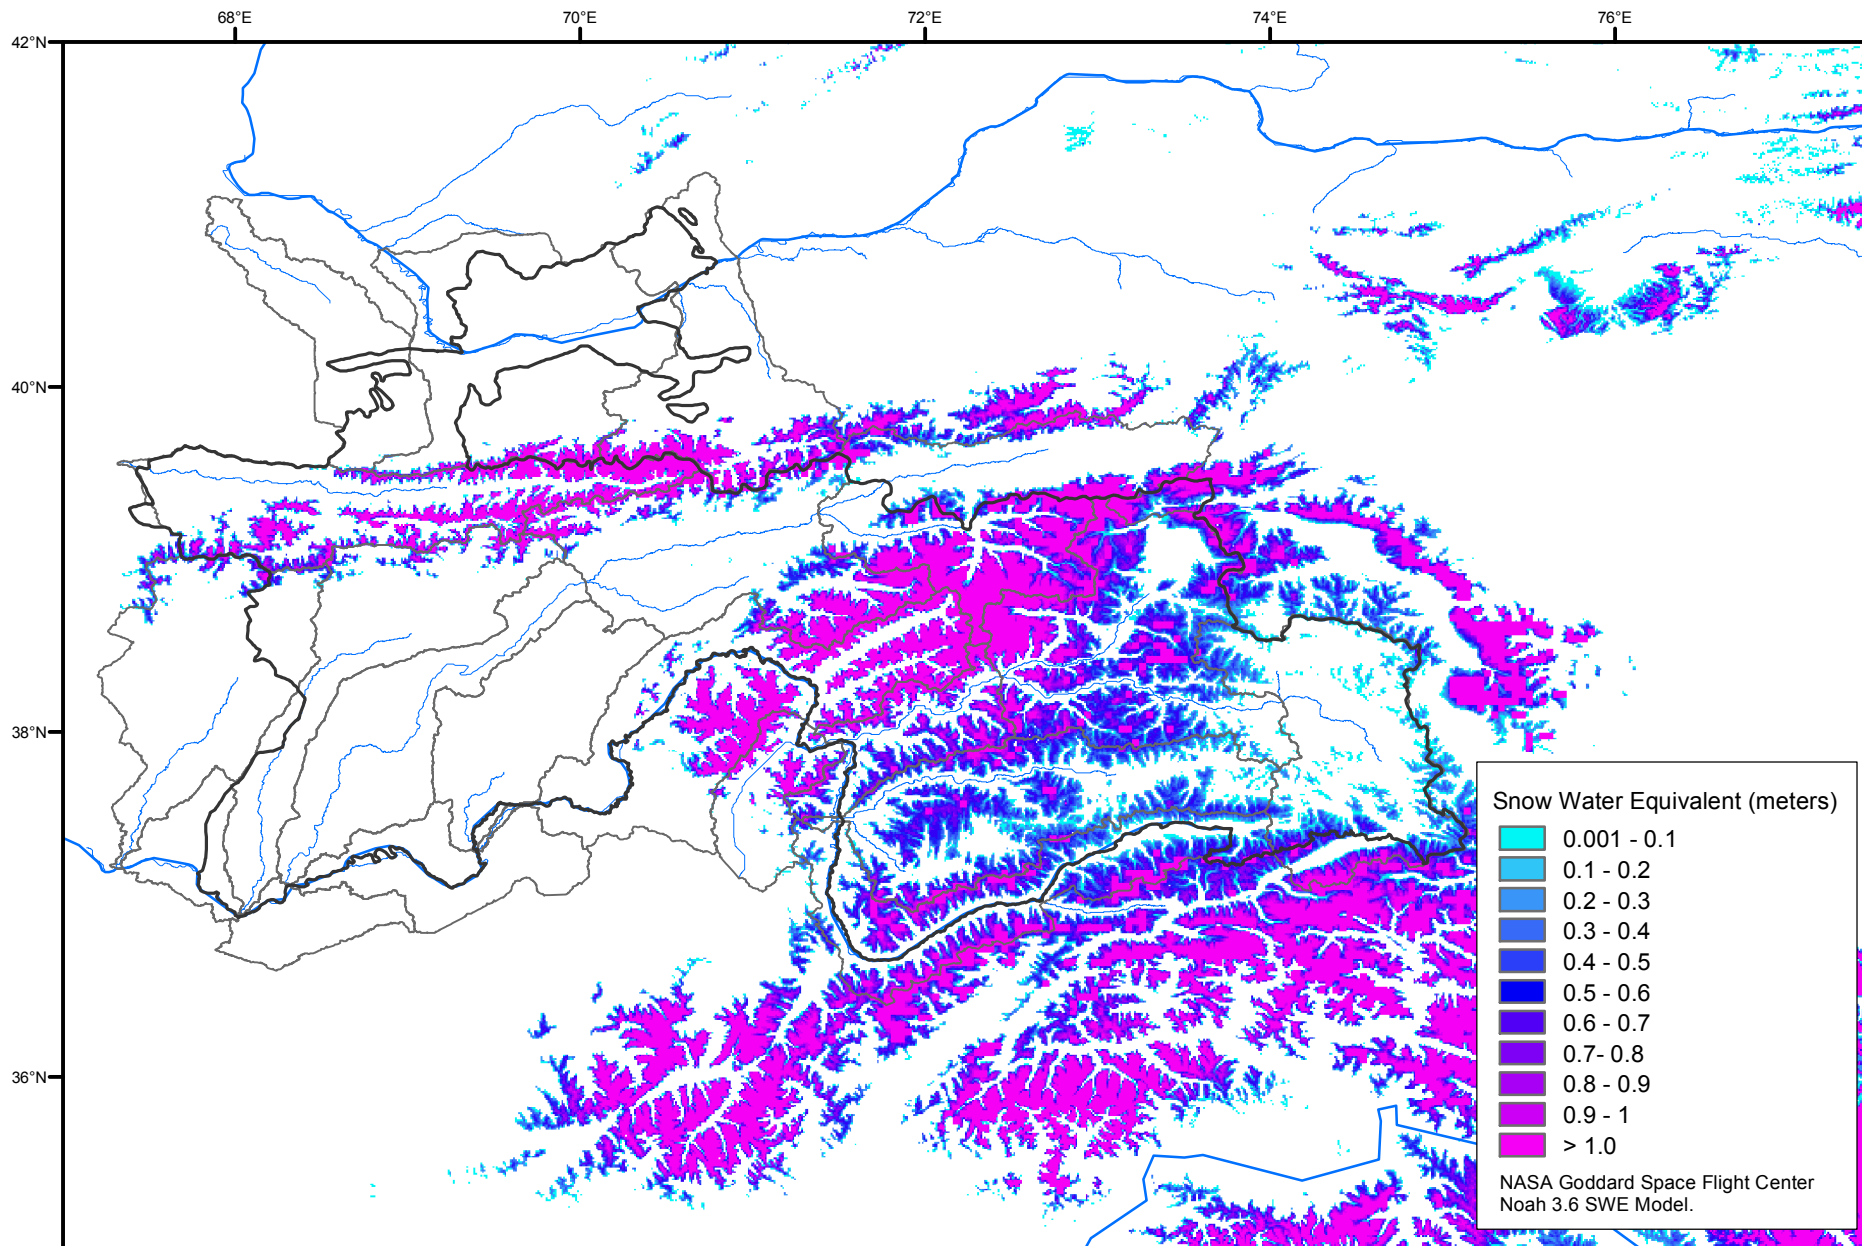 68°E 70°E 72°E 74°E 76°E
42°N
40°N
38°N
36°N
Snow Water Equivalent (meters)
0.001 - 0.1
0.1 - 0.2
0.2 - 0.3
0.3 - 0.4
0.4 - 0.5
0.5 - 0.6
0.6 - 0.7
0.7- 0.8
0.8 - 0.9
0.9 - 1
> 1.0
NASA Goddard Space Flight Center
Noah 3.6 SWE Model.